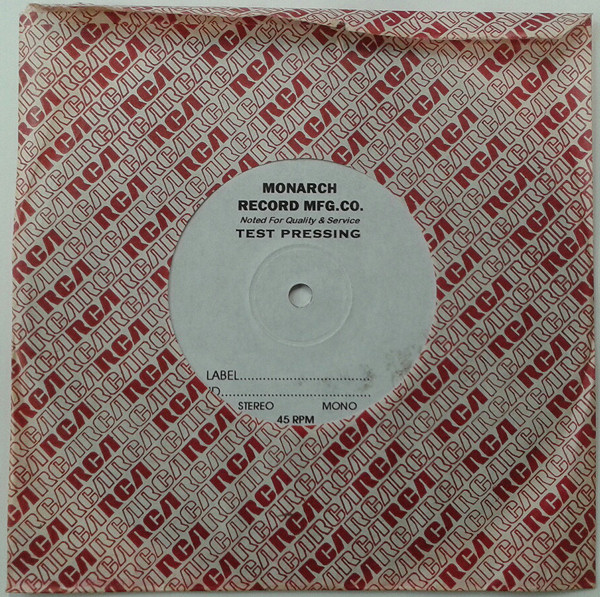 RCA
MONARCH
RECORD MFG.CO.
Noted For Quality & Service
TEST PRESSING
LABEL....................................
D.........................................
STEREO MONO
45 RPM